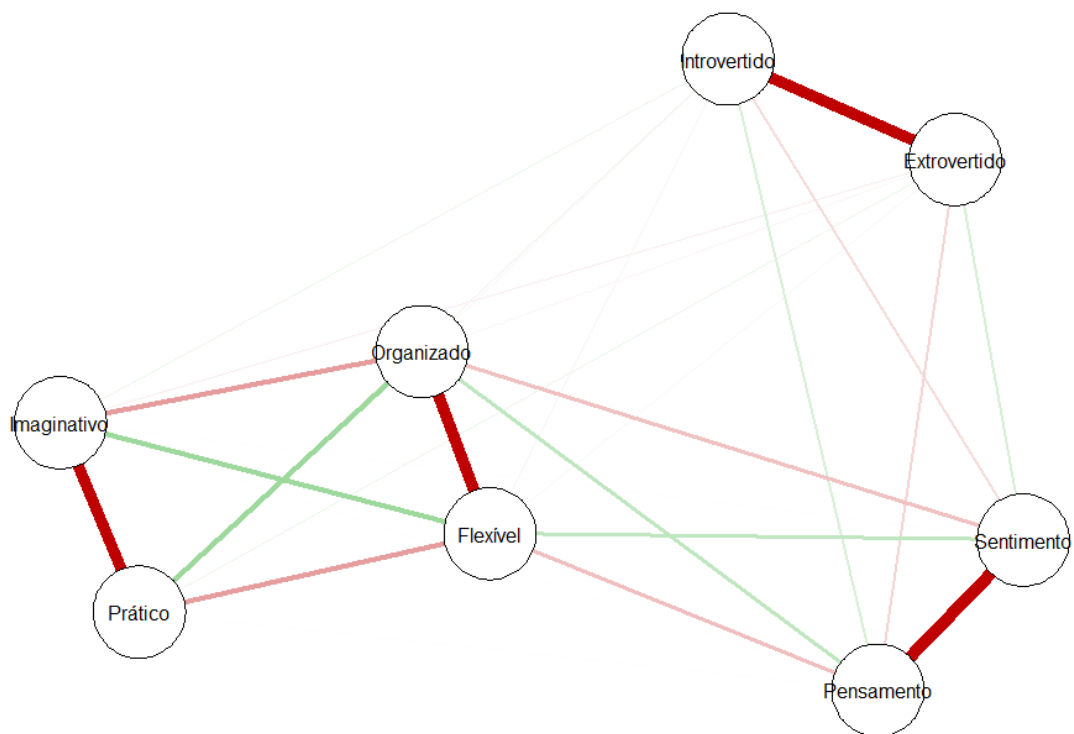 Introvertido
Extrovertido
Organizado
Imaginativo
Flexível
Sentimento
Prático
Pensamento